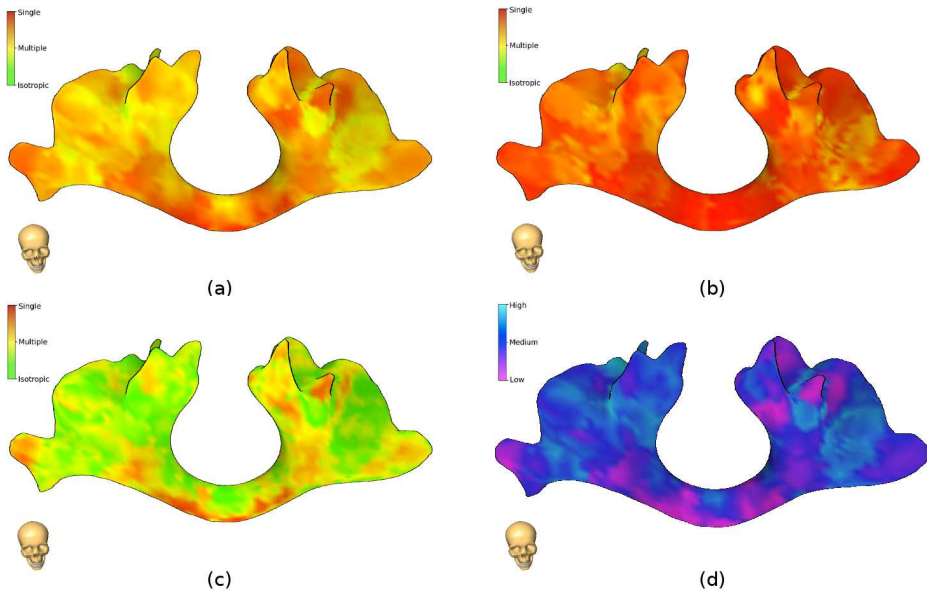 Single
Multiple
Isotropic
(a)
Single
Multiple
Isotropic
(b)
Single
Multiple
Isotropic
(c)
High
Medium
Low
(d)